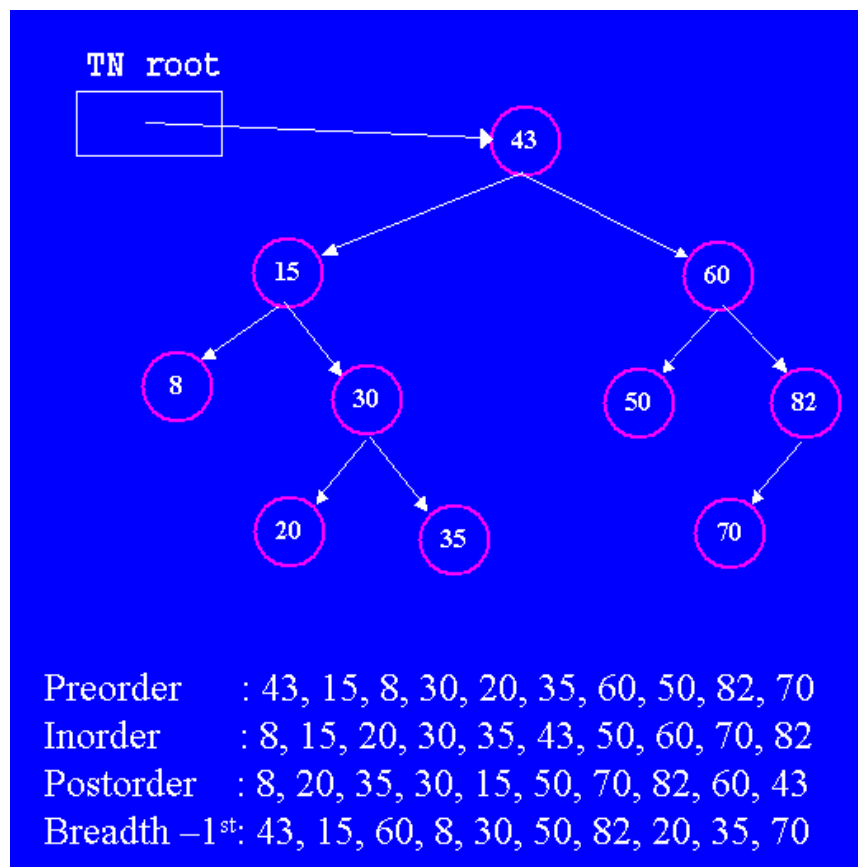 TN root
43
15
60
8
30
50
82
20
35
70
Preorder : 43, 15, 8, 30, 20, 35, 60, 50, 82, 70
Inorder : 8, 15, 20, 30, 35, 43, 50, 60, 70, 82
Postorder : 8, 20, 35, 30, 15, 50, 70, 82, 60, 43
Breadth –1st: 43, 15, 60, 8, 30, 50, 82, 20, 35, 70